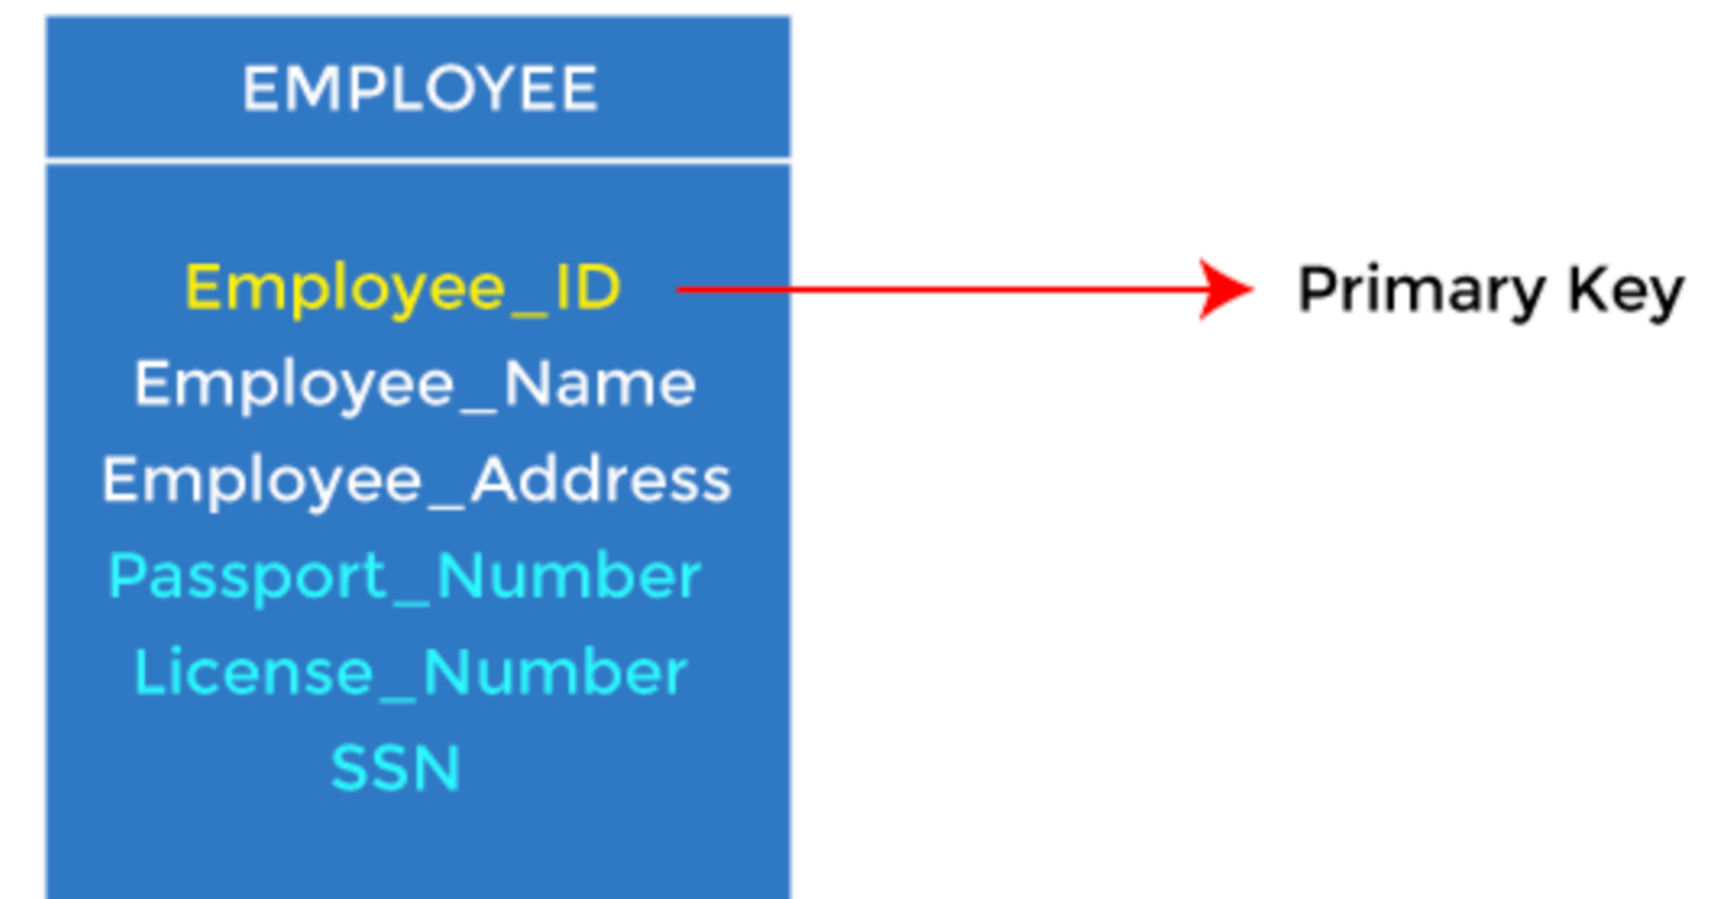 EMPLOYEE
Employee_ID
Primary Key
Employee_Name
Employee_Address
Passport_Number
License_Number
SSN